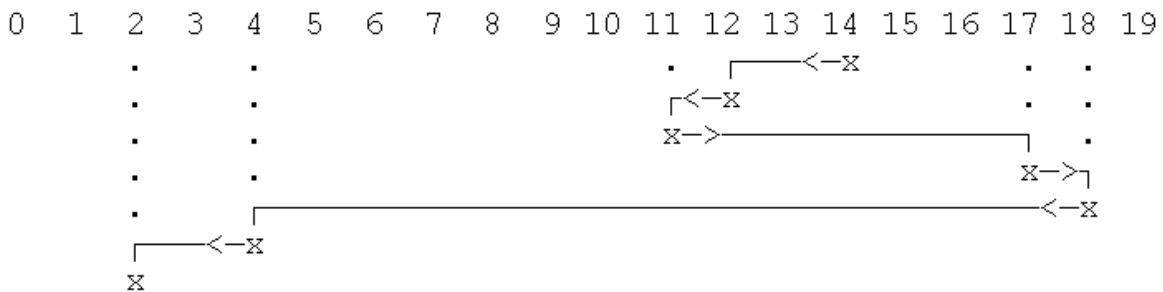 0 1 2 3 4 5 6 7 8 9 10 11 12 13 14 15 16 17 18 19
. . . ┌──<─x . .
. . ┌<─x . .
. . x─>─────┐ .
. . x─>┐
. ┌─────────────<─x
┌──<─x
x